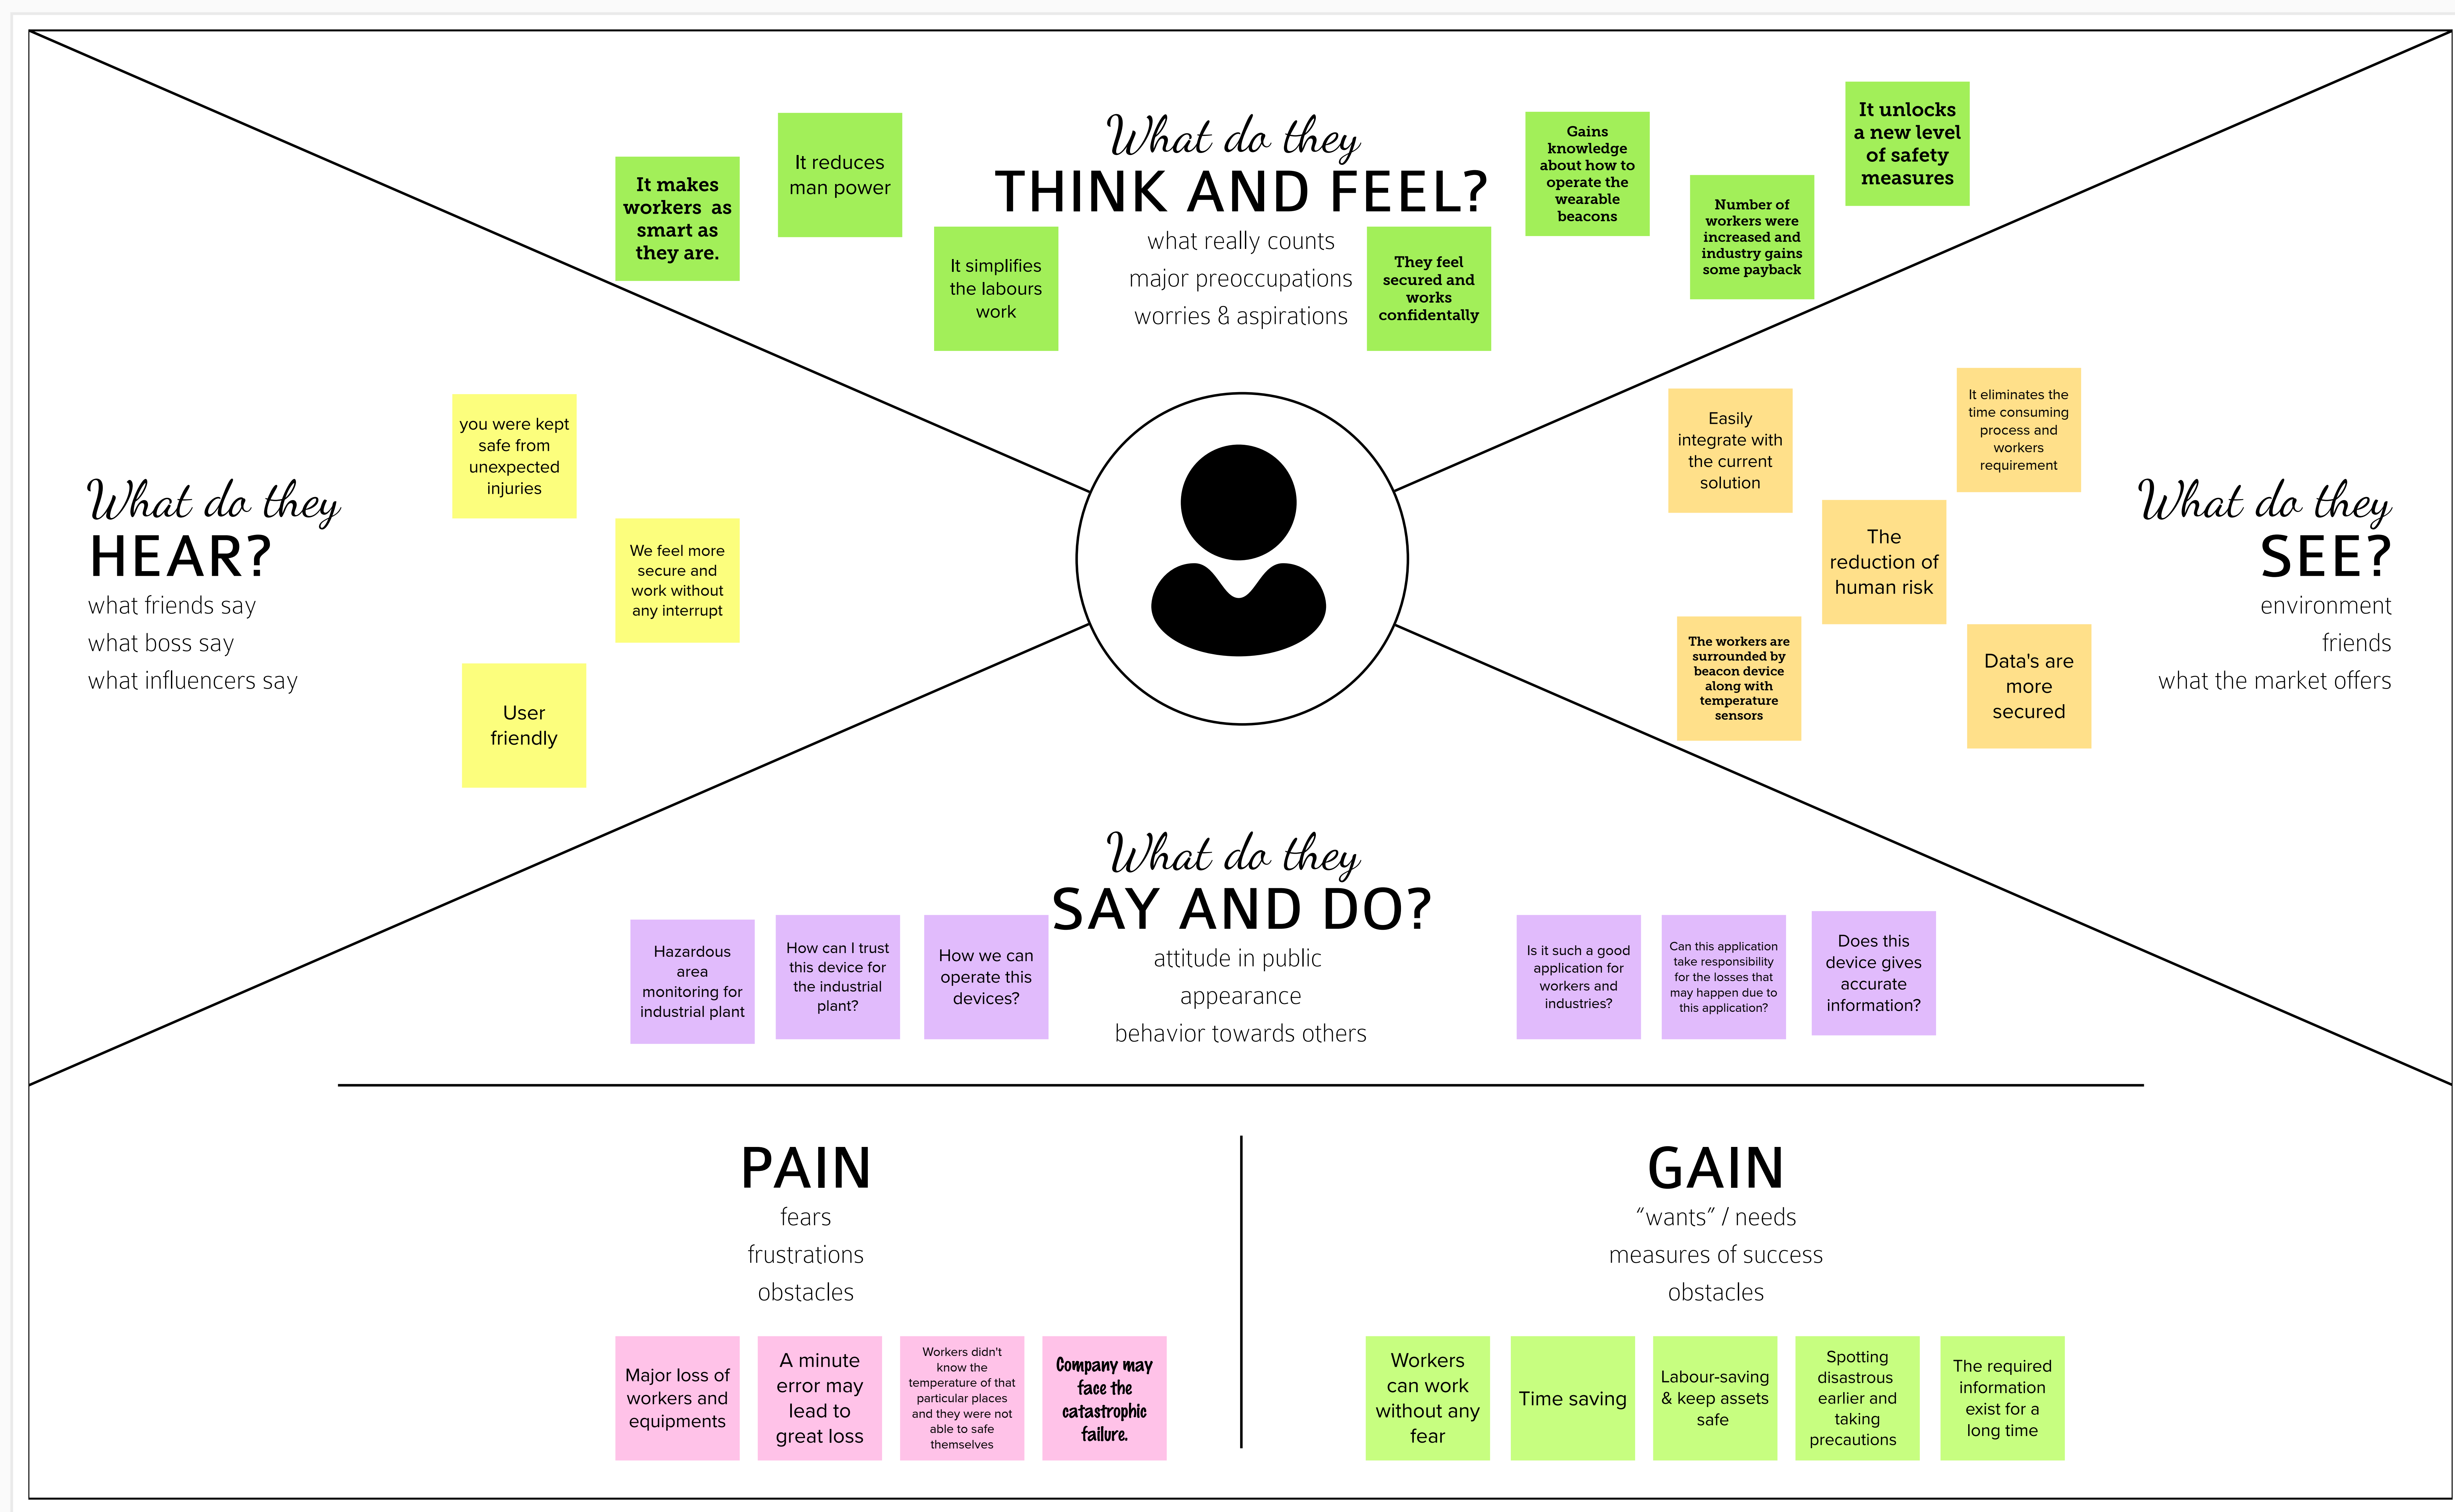 What do they
THINK AND FEEL?
what really counts
major preoccupations
worries & aspirations
It makes
workers  as
smart as
they are.
It reduces
man power
It simplifies
the labours
work
They feel
secured and
works
confidentally
Gains
knowledge
about how to
operate the
wearable
beacons
Number of
workers were
increased and
industry gains
some payback
It unlocks
a new level
of safety
measures
What do they
HEAR?
what friends say
what boss say
what influencers say
you were kept
safe from
unexpected
injuries
We feel more
secure and
work without
any interrupt
User
friendly
What do they
SEE?
environment
friends
what the market offers
Easily
integrate with
the current
solution
It eliminates the
time consuming
process and
workers
requirement
The
reduction of
human risk
The workers are
surrounded by
beacon device
along with
temperature
sensors
Data's are
more
secured
What do they
SAY AND DO?
attitude in public
appearance
behavior towards others
Hazardous
area
monitoring for
industrial plant
How can I trust
this device for
the industrial
plant?
How we can
operate this
devices?
Is it such a good
application for
workers and
industries?
Can this application
take responsibility
for the losses that
may happen due to
this application?
Does this
device gives
accurate
information?
PAIN
fears
frustrations
obstacles
Major loss of
workers and
equipments
A minute
error may
lead to
great loss
Workers didn't
know the
temperature of that
particular places
and they were not
able to safe
themselves
Company may
face the
catastrophic
failure.
GAIN
“wants” / needs
measures of success
obstacles
Workers
can work
without any
fear
Time saving
Labour-saving
& keep assets
safe
Spotting
disastrous
earlier and
taking
precautions
The required
information
exist for a
long time